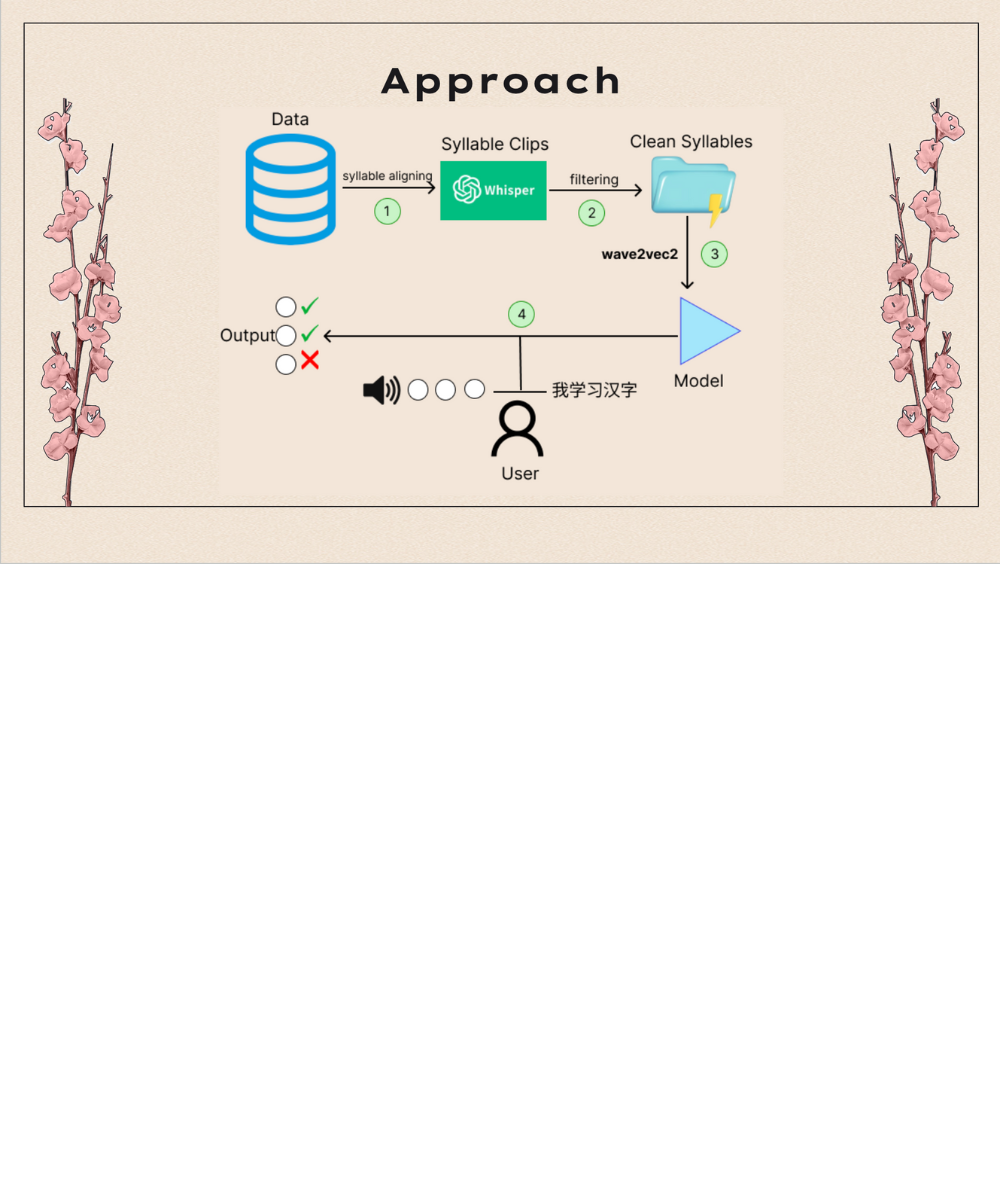 Approach
Data
syllable aligning
1
Syllable Clips
Whisper
filtering
2
Clean Syllables
wave2vec2
3
Model
4
Output
我学习汉字
User